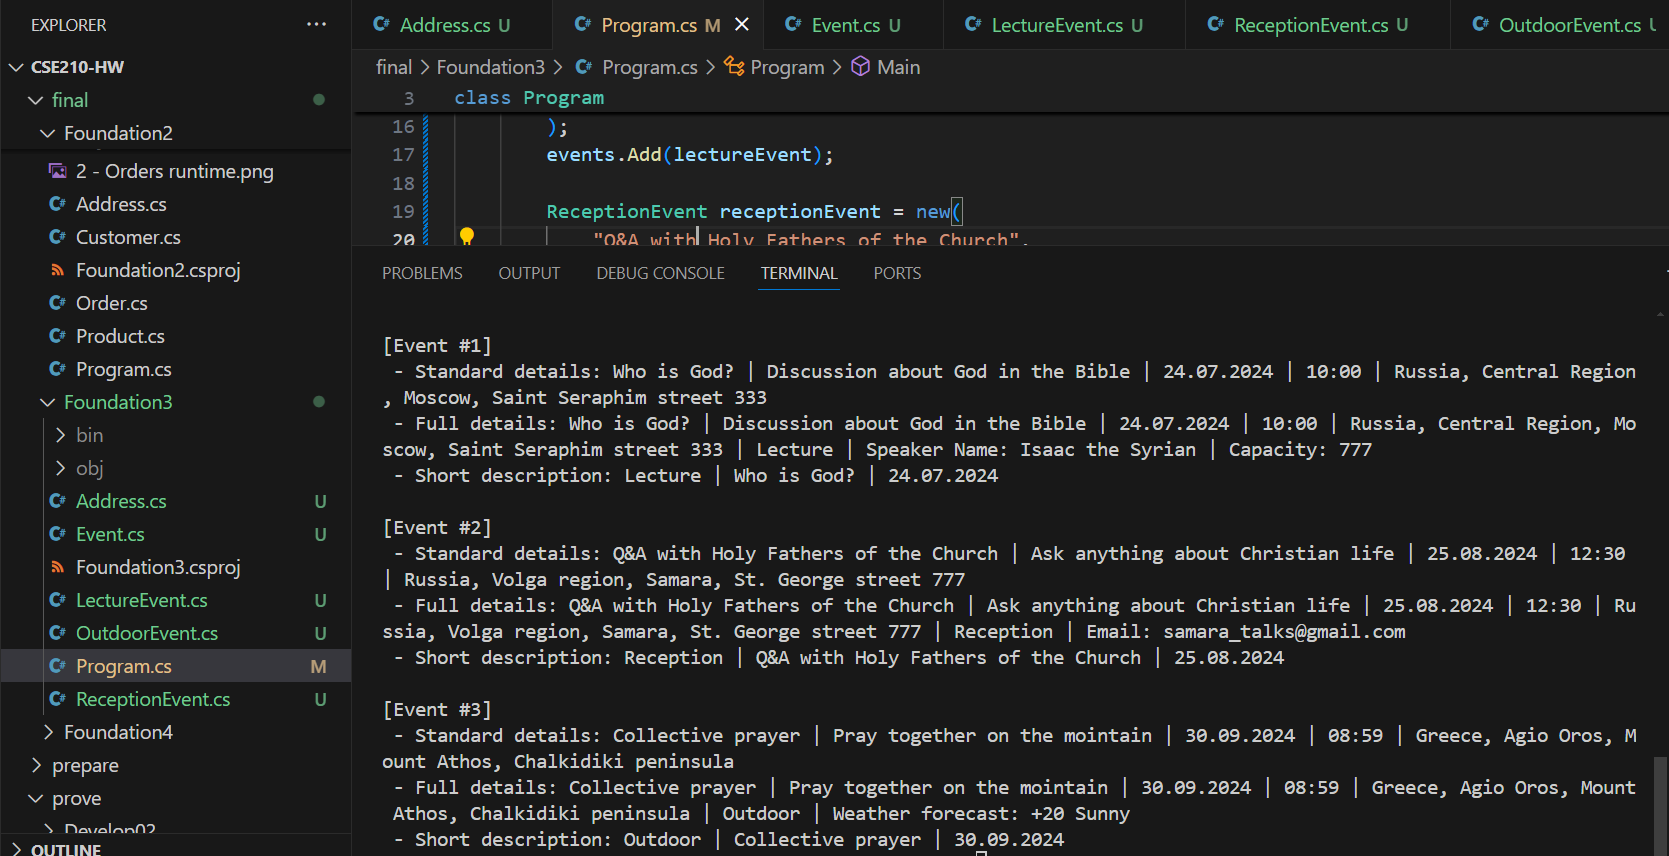 EXPLORER
CSE210-HW
final
Foundation2
2 - Orders runtime.png
Address.cs
Customer.cs
Foundation2.csproj
Order.cs
Product.cs
Program.cs
Foundation3
bin
obj
Address.cs U
Event.cs U
Foundation3.csproj
LectureEvent.cs U
OutdoorEvent.cs U
Program.cs M
ReceptionEvent.cs U
Foundation4
prepare
prove
Develop02
OUTLINE
Address.cs U Program.cs M Event.cs U LectureEvent.cs U ReceptionEvent.cs U OutdoorEvent.cs U
final > Foundation3 > Program.cs > Program > Main
3 class Program
16 );
17 events.Add(lectureEvent);
18
19 ReceptionEvent receptionEvent = new(
20 "Q&A with Holy Fathers of the Church",
PROBLEMS OUTPUT DEBUG CONSOLE TERMINAL PORTS
[Event #1]
- Standard details: Who is God? | Discussion about God in the Bible | 24.07.2024 | 10:00 | Russia, Central Region
, Moscow, Saint Seraphim street 333
- Full details: Who is God? | Discussion about God in the Bible | 24.07.2024 | 10:00 | Russia, Central Region, Mo
scow, Saint Seraphim street 333 | Lecture | Speaker Name: Isaac the Syrian | Capacity: 777
- Short description: Lecture | Who is God? | 24.07.2024
[Event #2]
- Standard details: Q&A with Holy Fathers of the Church | Ask anything about Christian life | 25.08.2024 | 12:30
| Russia, Volga region, Samara, St. George street 777
- Full details: Q&A with Holy Fathers of the Church | Ask anything about Christian life | 25.08.2024 | 12:30 | Ru
ssia, Volga region, Samara, St. George street 777 | Reception | Email: samara_talks@gmail.com
- Short description: Reception | Q&A with Holy Fathers of the Church | 25.08.2024
[Event #3]
- Standard details: Collective prayer | Pray together on the mointain | 30.09.2024 | 08:59 | Greece, Agio Oros, M
ount Athos, Chalkidiki peninsula
- Full details: Collective prayer | Pray together on the mointain | 30.09.2024 | 08:59 | Greece, Agio Oros, Mount
Athos, Chalkidiki peninsula | Outdoor | Weather forecast: +20 Sunny
- Short description: Outdoor | Collective prayer | 30.09.2024